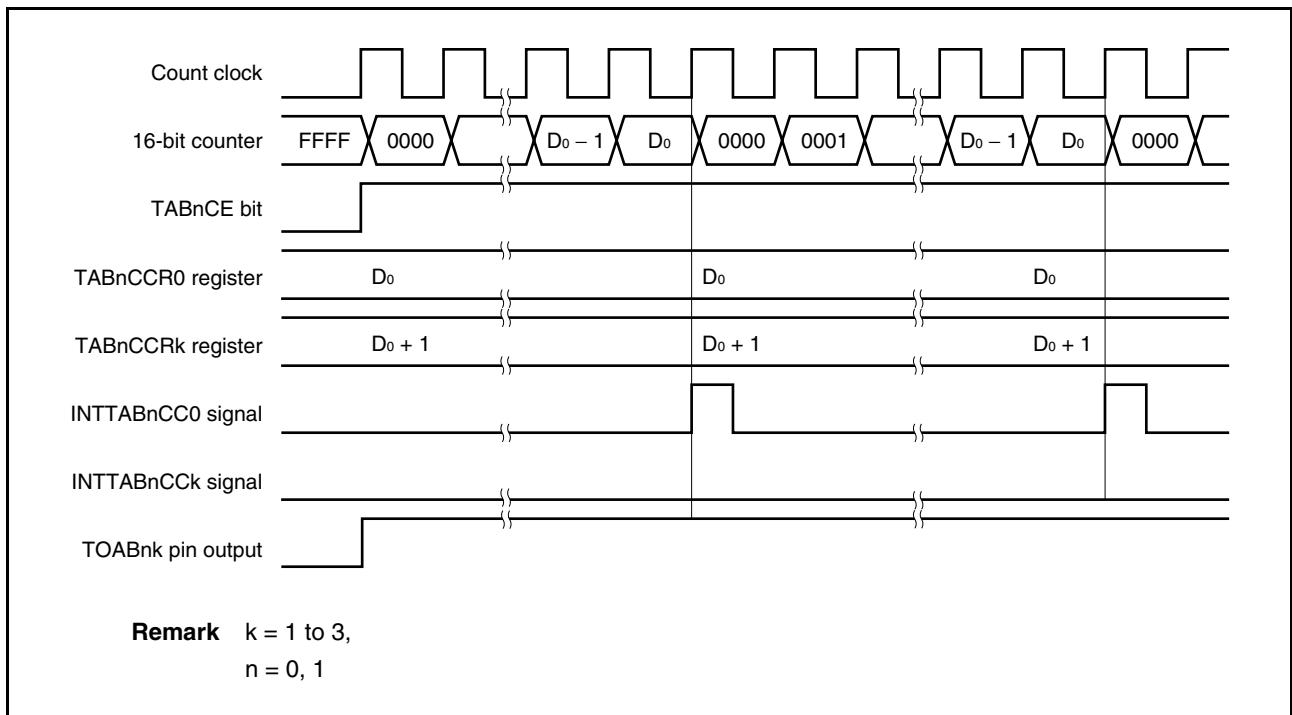 Count clock
16-bit counter FFFF 0000 D₀ − 1 D₀ 0000 0001 D₀ − 1 D₀ 0000
TABnCE bit
TABnCCR0 register D₀ D₀ D₀
TABnCCRk register D₀ + 1 D₀ + 1 D₀ + 1
INTTABnCC0 signal
INTTABnCCk signal
TOABnk pin output
Remark k = 1 to 3,
n = 0, 1